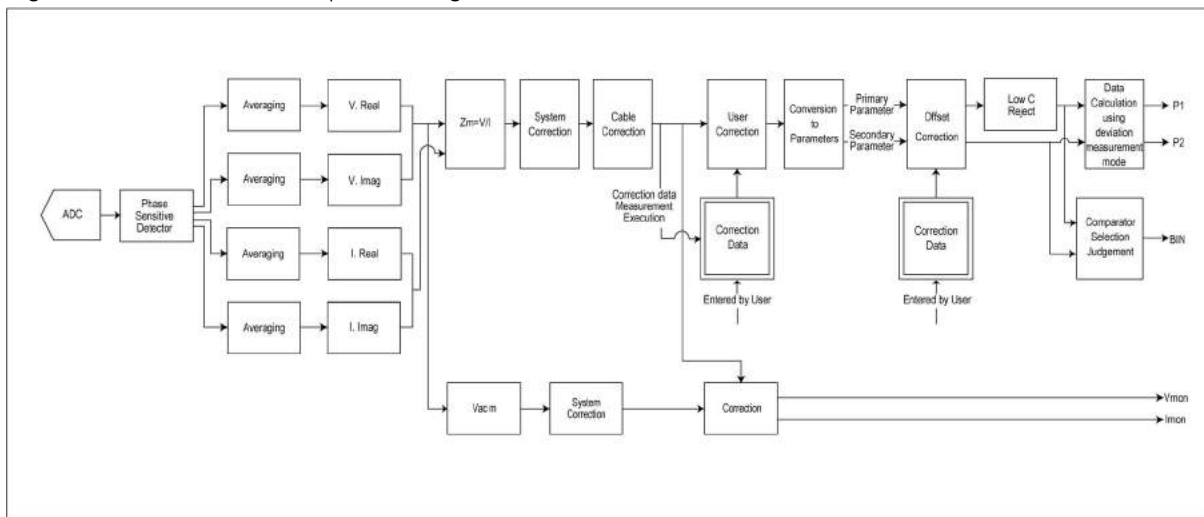 Averaging
V. Real
Averaging
V. Imag
ADC
Phase
Sensitive
Detector
Averaging
I. Real
Averaging
I. Imag
Zm=V/I
System
Correction
Cable
Correction
User
Correction
Conversion
to
Parameters
Primary
Parameter
Secondary
Parameter
Offset
Correction
Low C
Reject
Data
Calculation
using
deviation
measurement
mode
P1
P2
Correction data
Measurement
Execution
Correction
Data
Entered by User
Correction
Data
Entered by User
Comparator
Selection
Judgement
BIN
Vac m
System
Correction
Correction
Vmon
Imon